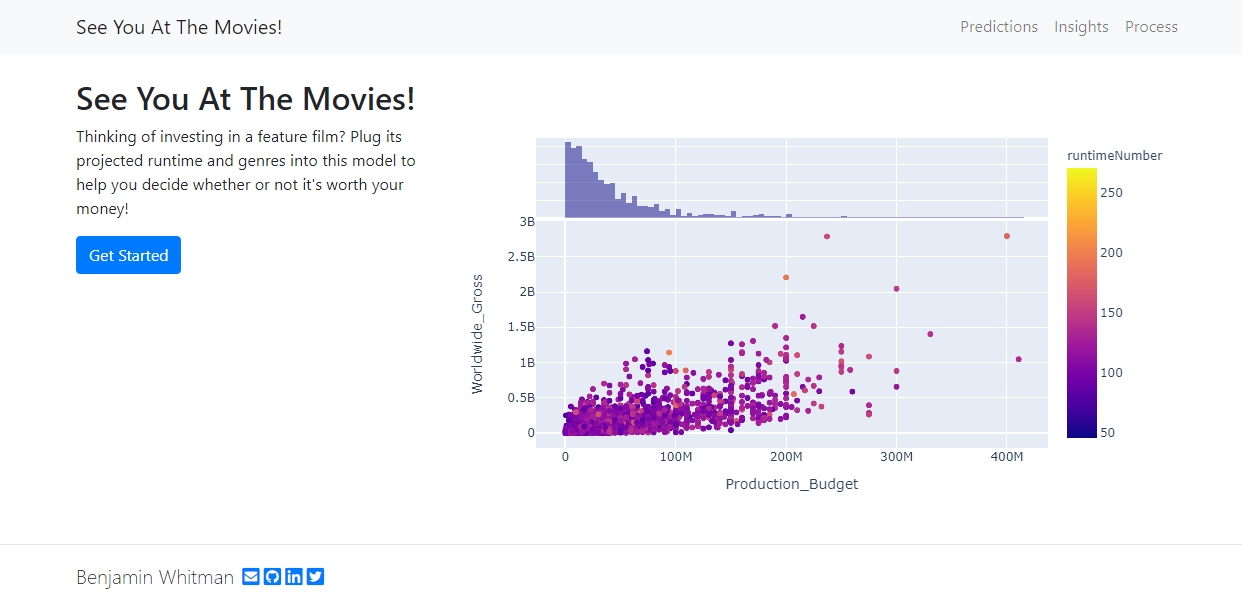 See You At The Movies!
Predictions Insights Process
See You At The Movies!
Thinking of investing in a feature film? Plug its
projected runtime and genres into this model to
help you decide whether or not it's worth your
money!
Get Started
runtimeNumber
250
200
150
100
50
3B
2.5B
2B
1.5B
1B
0.5B
0
Worldwide_Gross
0 100M 200M 300M 400M
Production_Budget
Benjamin Whitman